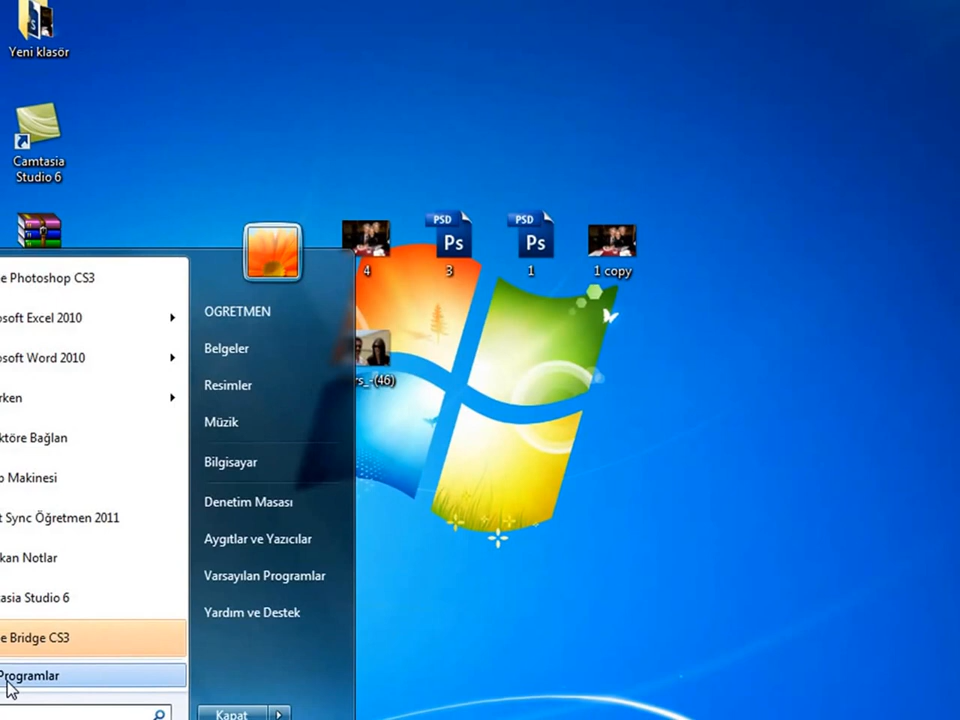 Yeni klasör
Camtasia
Studio 6
PSD
Ps
PSD
Ps
4
3
1
1 copy
rs_-(46)
e Photoshop CS3
osoft Excel 2010
osoft Word 2010
rken
ktöre Bağlan
p Makinesi
t Sync Öğretmen 2011
kan Notlar
tasia Studio 6
e Bridge CS3
Programlar
OGRETMEN
Belgeler
Resimler
Müzik
Bilgisayar
Denetim Masası
Aygıtlar ve Yazıcılar
Varsayılan Programlar
Yardım ve Destek
Kapat